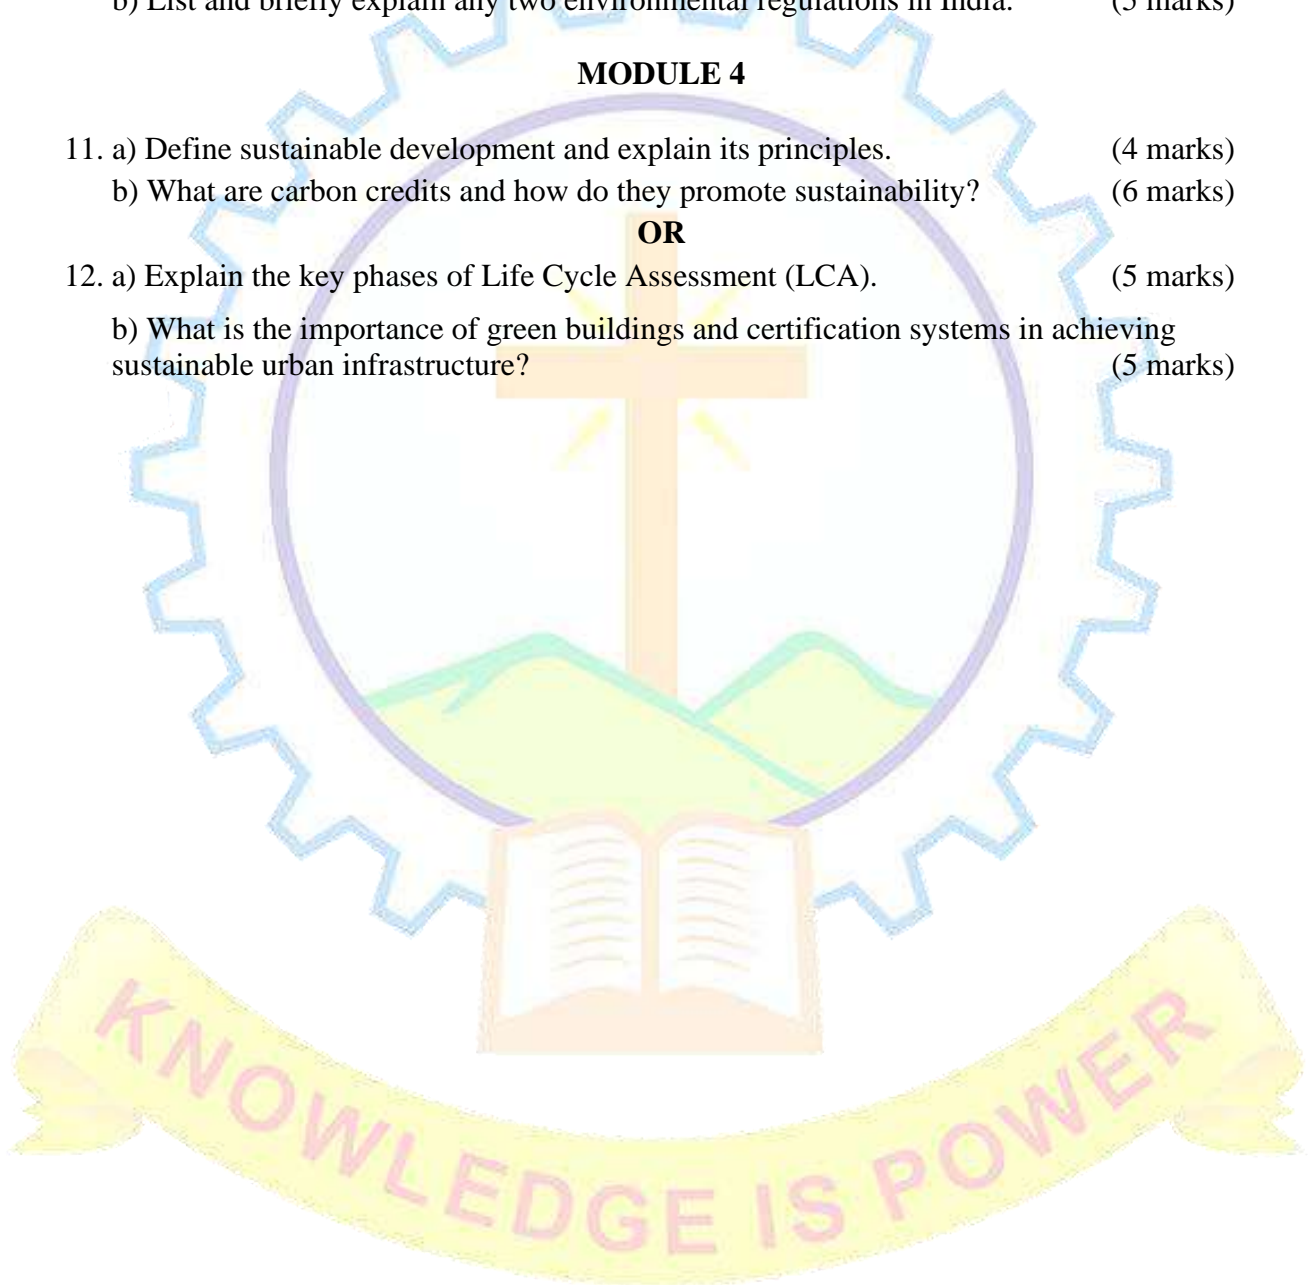 b) List and briefly explain any two environmental regulations in India. (5 marks)
MODULE 4
11. a) Define sustainable development and explain its principles. (4 marks)
b) What are carbon credits and how do they promote sustainability? (6 marks)
OR
12. a) Explain the key phases of Life Cycle Assessment (LCA). (5 marks)
b) What is the importance of green buildings and certification systems in achieving
sustainable urban infrastructure? (5 marks)
KNOWLEDGE IS POWER